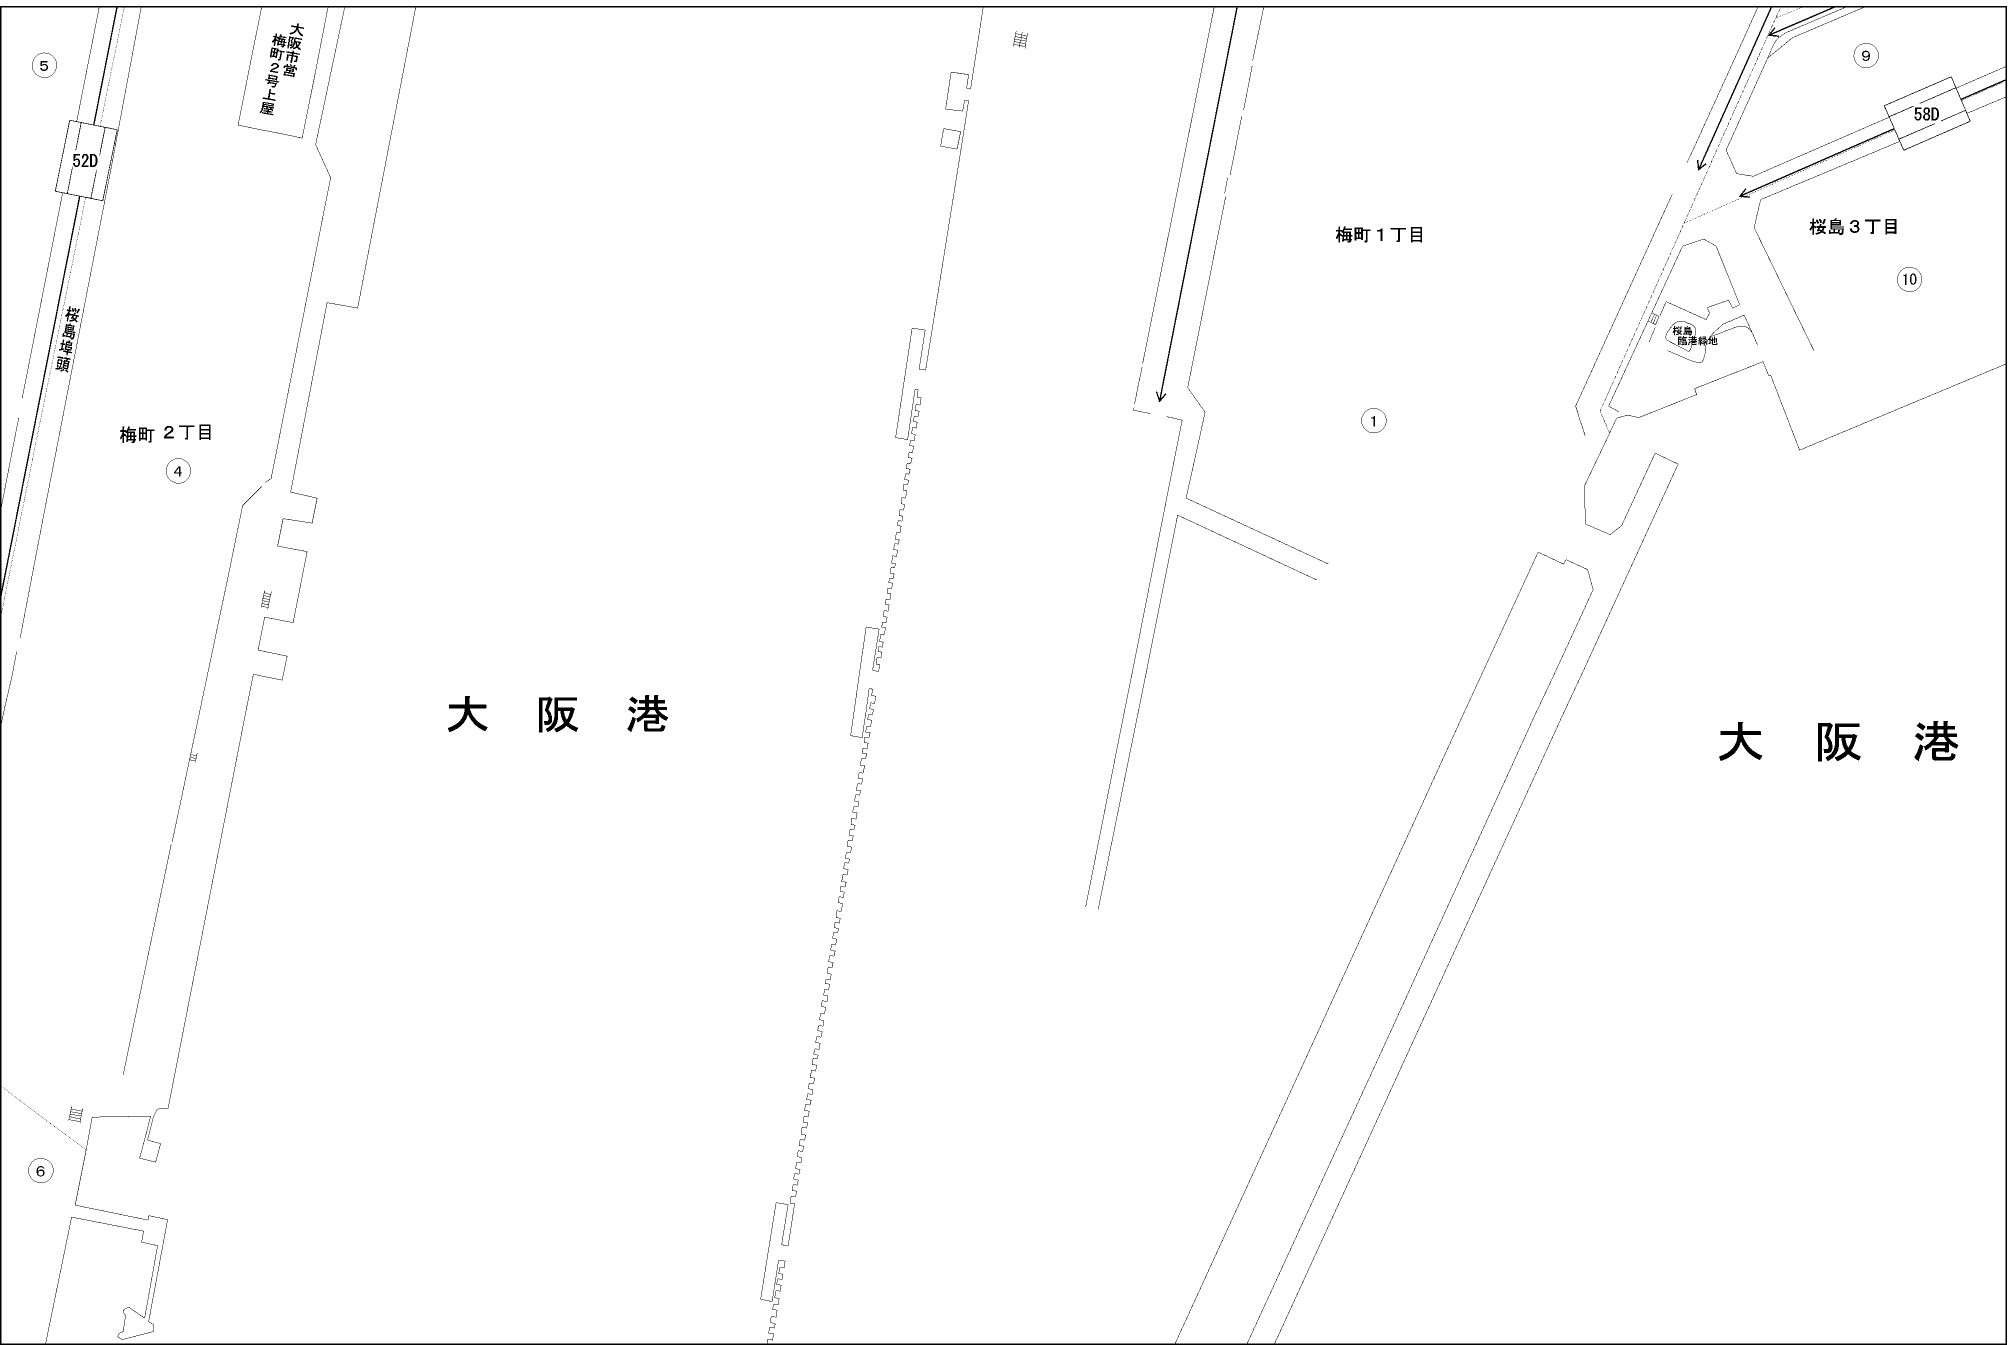 5
大阪市営
梅町2号上屋
9
58D
52D
梅町1丁目
桜島3丁目
10
桜島埠頭
桜島
臨港緑地
1
梅町2丁目
4
大阪港
大阪港
6